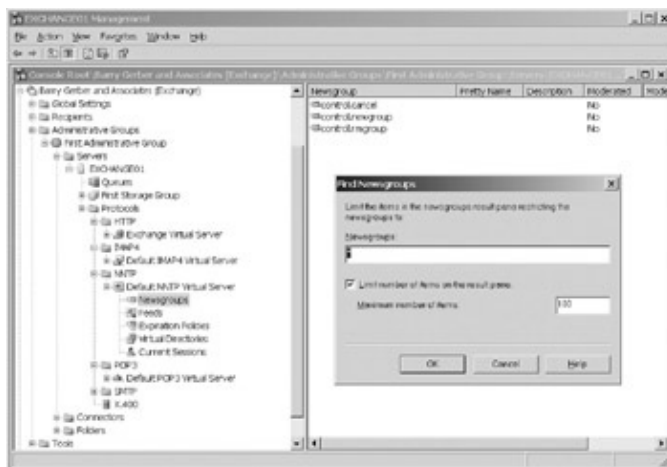 EXCHANGE01 Management
File Action View Favorites Window Help
Console Root\Barry Gerber and Associates (Exchange)\Administrative Groups\First Administrative Group\Servers\EXCHANGE01
Barry Gerber and Associates (Exchange)
Global Settings
Recipients
Administrative Groups
First Administrative Group
Servers
EXCHANGE01
Queues
First Storage Group
Protocols
HTTP
Exchange Virtual Server
IMAP4
Default IMAP4 Virtual Server
NNTP
Default NNTP Virtual Server
Newsgroups
Feeds
Expiration Policies
Virtual Directories
Current Sessions
POP3
Default POP3 Virtual Server
SMTP
X.400
Connectors
Folders
Tools
Newsgroup Pretty Name Description Moderated Mode
control.cancel No
control.newgroup No
control.rmgroup No
Find Newsgroups
Limit the items in the newsgroups result pane restricting the
newsgroups to:
Newsgroups:
Limit number of items on the result pane.
Maximum number of items: 100
OK Cancel Help